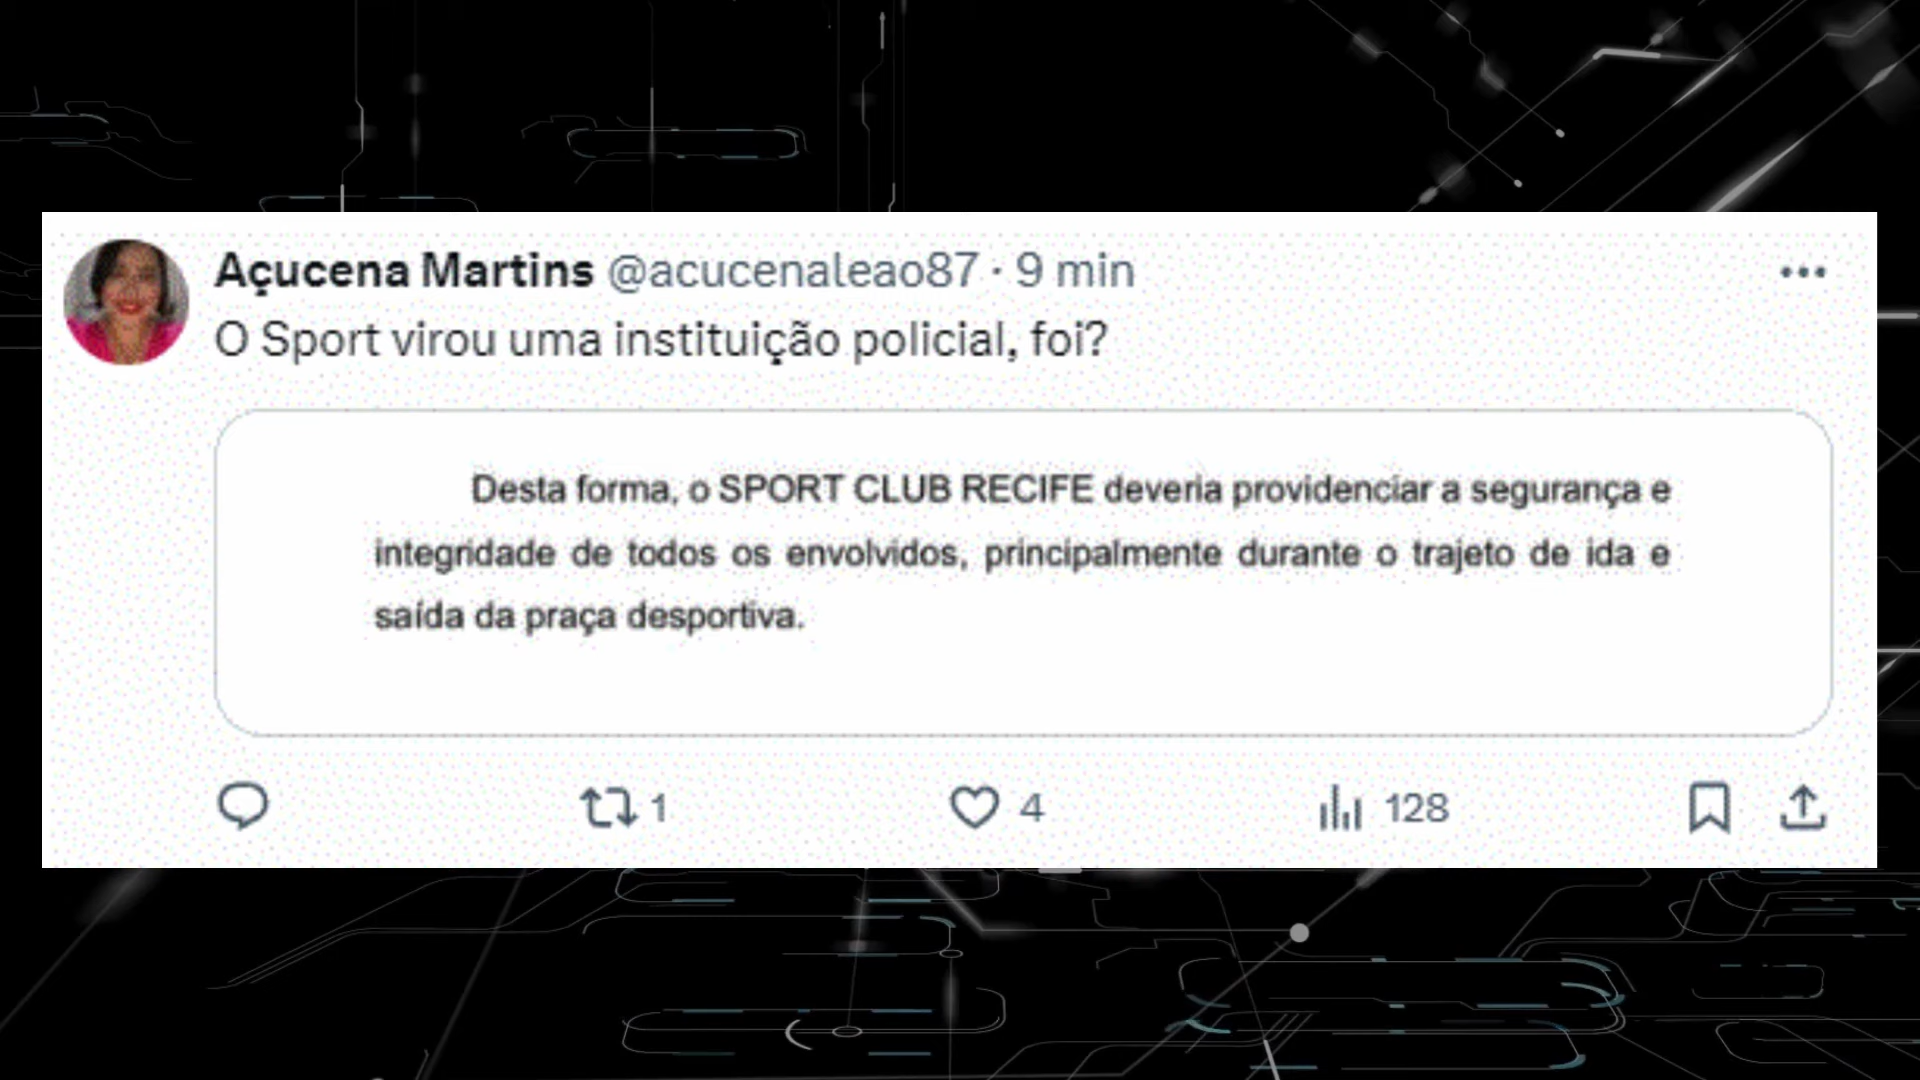 Açucena Martins @acucenaleao87 · 9 min
O Sport virou uma instituição policial, foi?
Desta forma, o SPORT CLUB RECIFE deveria providenciar a segurança e
integridade de todos os envolvidos, principalmente durante o trajeto de ida e
saída da praça desportiva.
1 4 128